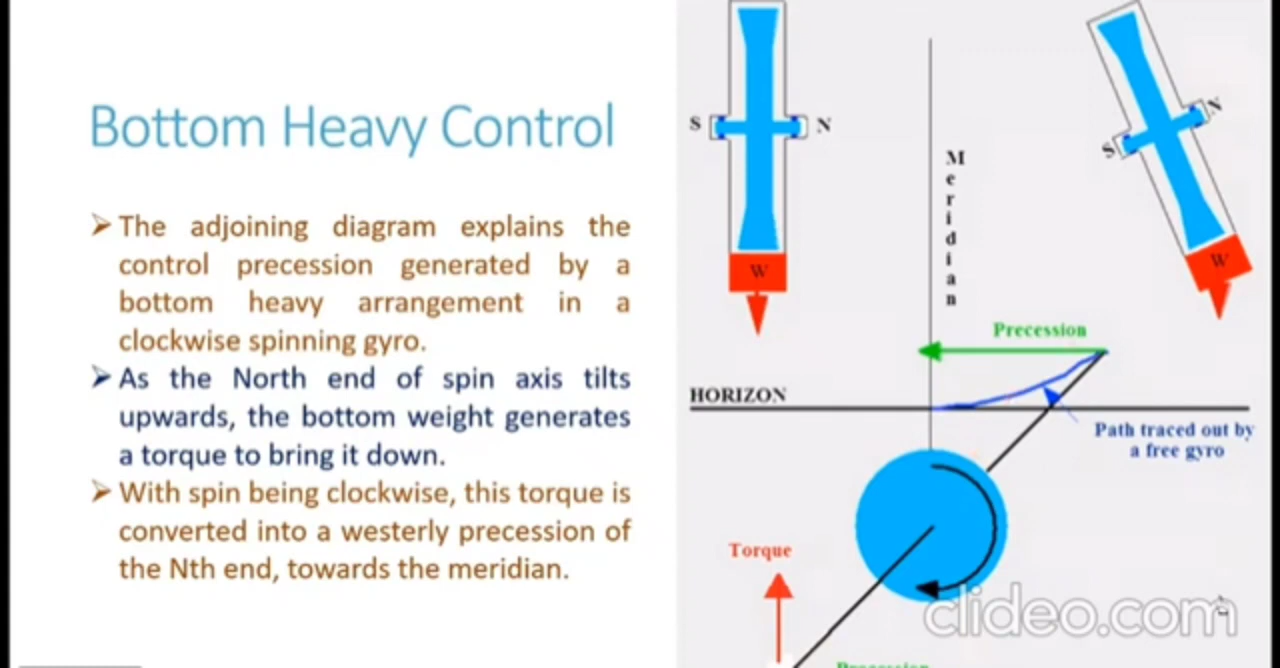 Bottom Heavy Control
➤ The adjoining diagram explains the
control precession generated by a
bottom heavy arrangement in a
clockwise spinning gyro.
➤ As the North end of spin axis tilts
upwards, the bottom weight generates
a torque to bring it down.
➤ With spin being clockwise, this torque is
converted into a westerly precession of
the Nth end, towards the meridian.
S
N
W
Meridian
N
S
W
Precession
HORIZON
Path traced out by
a free gyro
Torque
clideo.com
Precession